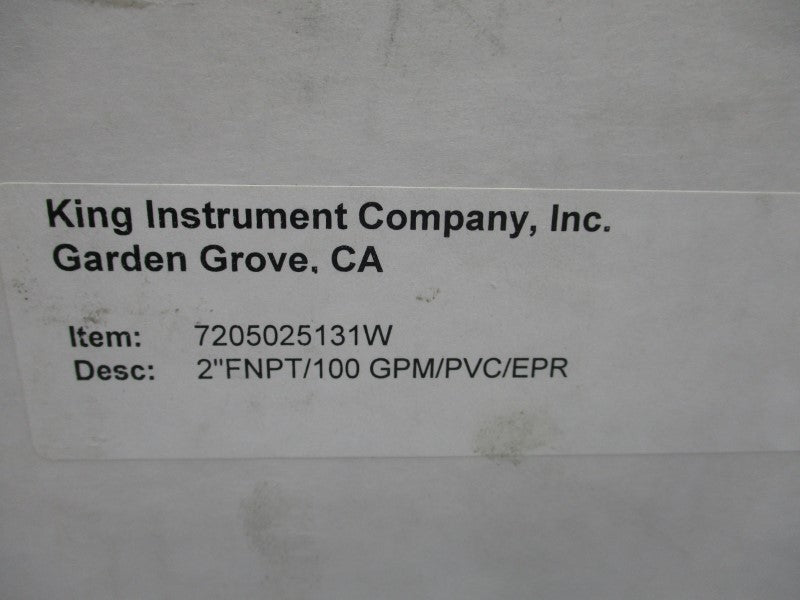 King Instrument Company, Inc.
Garden Grove, CA
Item: 7205025131W
Desc: 2"FNPT/100 GPM/PVC/EPR